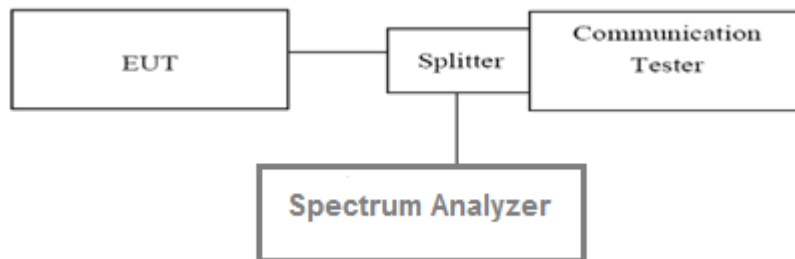 EUT
Splitter
Communication
Tester
Spectrum Analyzer